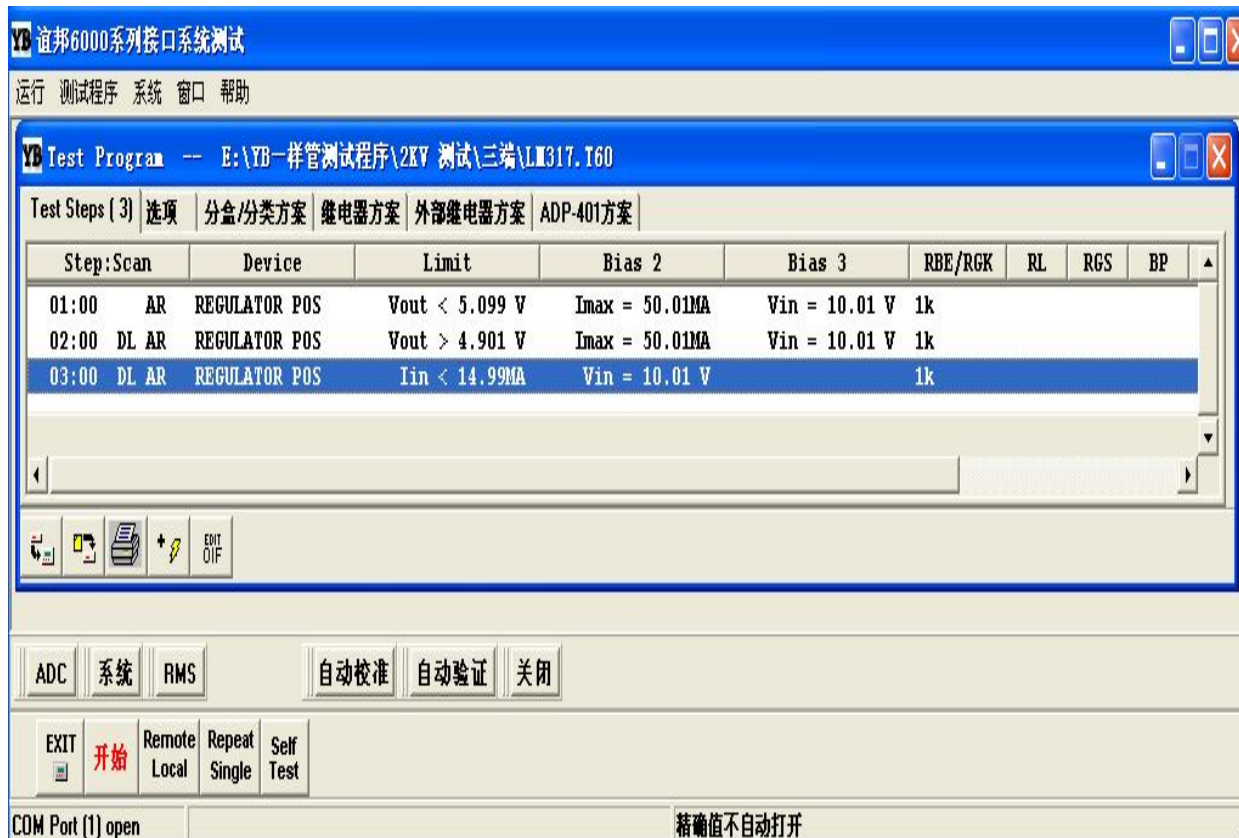 YB 谊邦6000系列接口系统测试
运行 测试程序 系统 窗口 帮助
YB Test Program -- E:\YB一样管测试程序\2KV 测试\三端\LM317.T60
Test Steps ( 3) 选项 分盒/分类方案 继电器方案 外部继电器方案 ADP-401方案
Step:Scan Device Limit Bias 2 Bias 3 RBE/RGK RL RGS BP
01:00 AR REGULATOR POS Vout < 5.099 V Imax = 50.01MA Vin = 10.01 V 1k
02:00 DL AR REGULATOR POS Vout > 4.901 V Imax = 50.01MA Vin = 10.01 V 1k
03:00 DL AR REGULATOR POS Iin < 14.99MA Vin = 10.01 V 1k
EDIT
OIF
ADC 系统 RMS 自动校准 自动验证 关闭
EXIT 开始 Remote Local Repeat Single Self Test
COM Port (1) open 精确值不自动打开